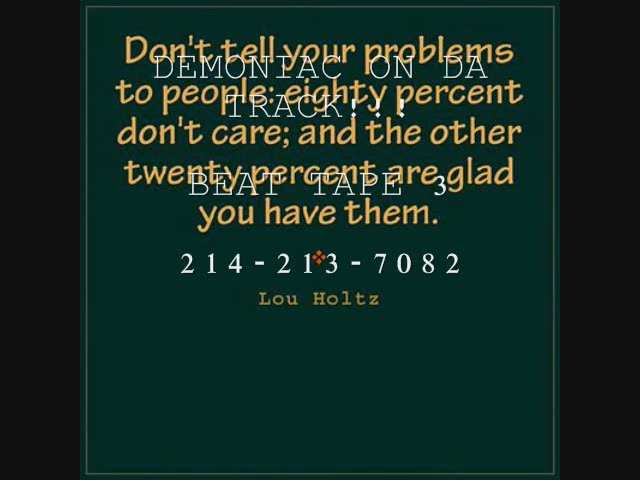 Don't tell your problems
DEMONIAC ON DA
to people: eighty percent
TRACK!!!
don't care; and the other
twenty percent are glad
BEAT TAPE 3
you have them.
214-213-7082
Lou Holtz